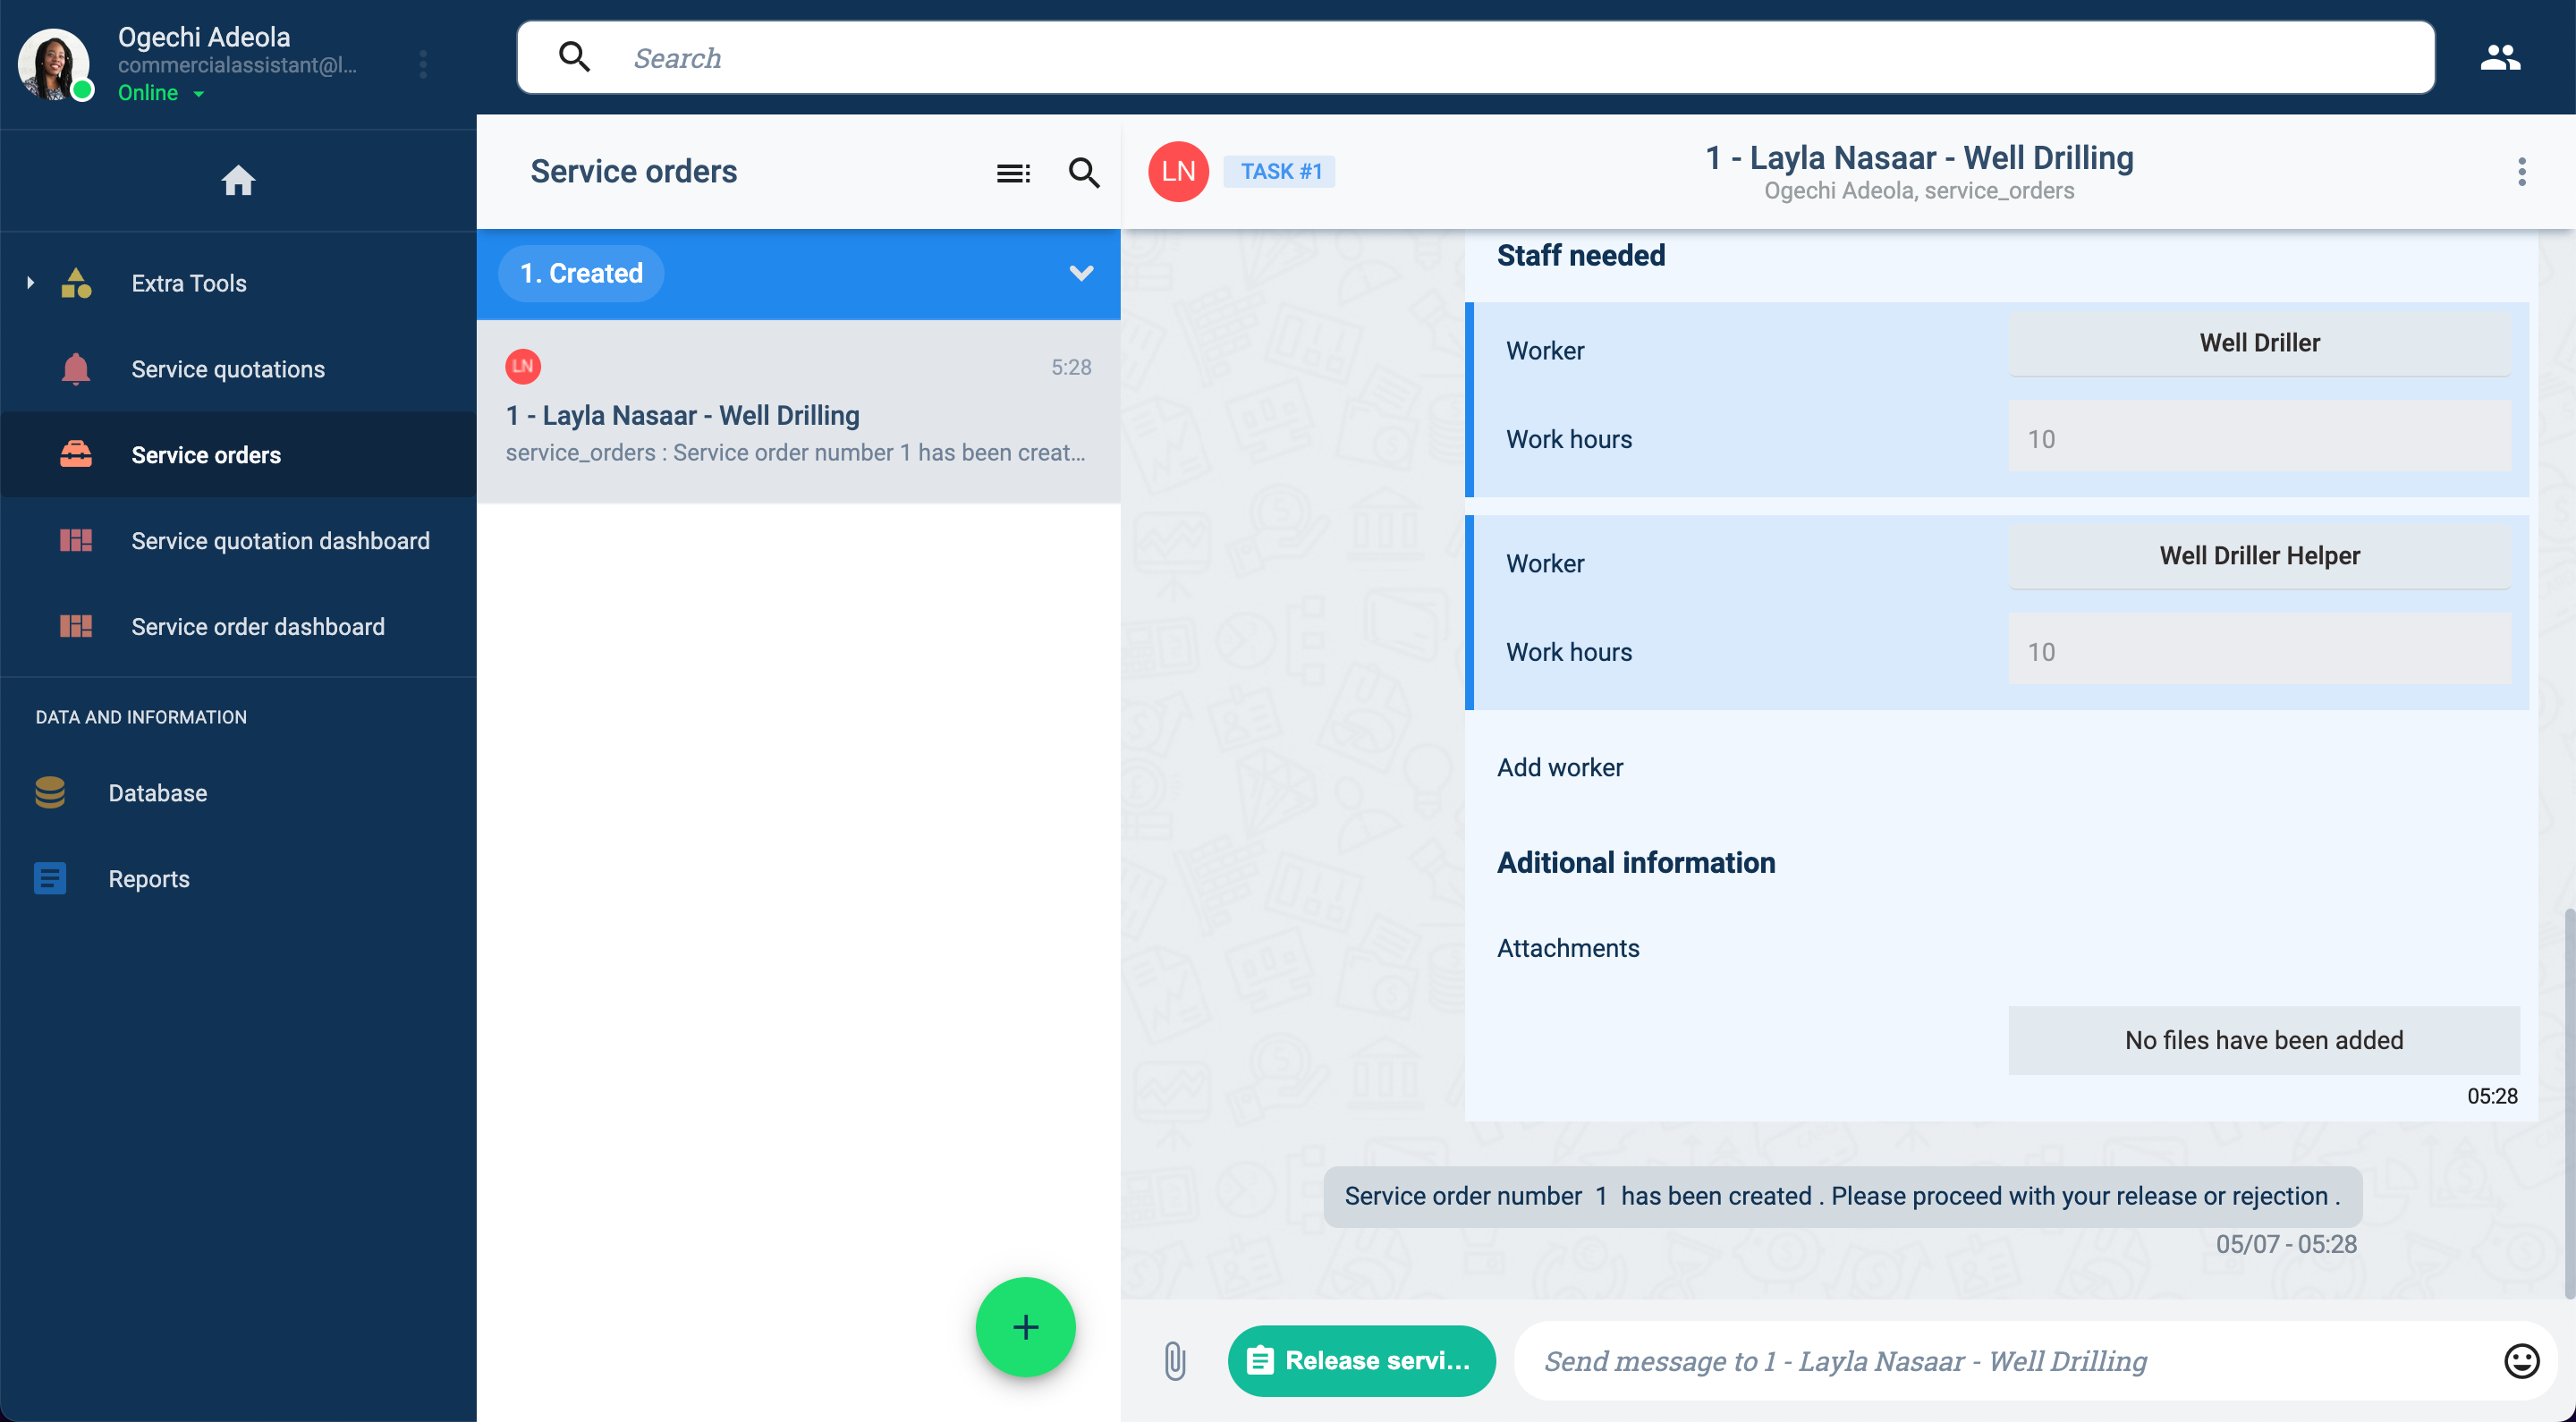 Ogechi Adeola
commercialassistant@l...
Online
Search
Extra Tools
Service quotations
Service orders
Service quotation dashboard
Service order dashboard
DATA AND INFORMATION
Database
Reports
Service orders
1. Created
LN
5:28
1 - Layla Nasaar - Well Drilling
service_orders : Service order number 1 has been creat...
LN
TASK #1
1 - Layla Nasaar - Well Drilling
Ogechi Adeola, service_orders
Staff needed
Worker
Well Driller
Work hours
10
Worker
Well Driller Helper
Work hours
10
Add worker
Aditional information
Attachments
No files have been added
05:28
Service order number 1 has been created . Please proceed with your release or rejection .
05/07 - 05:28
Release servi...
Send message to 1 - Layla Nasaar - Well Drilling